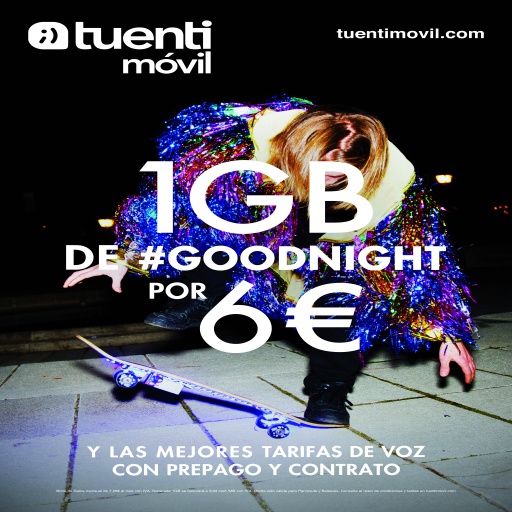 tuenti
móvil
tuentimovil.com
1GB
DE #GOODNIGHT
POR 6€
Y LAS MEJORES TARIFAS DE VOZ
CON PREPAGO Y CONTRATO